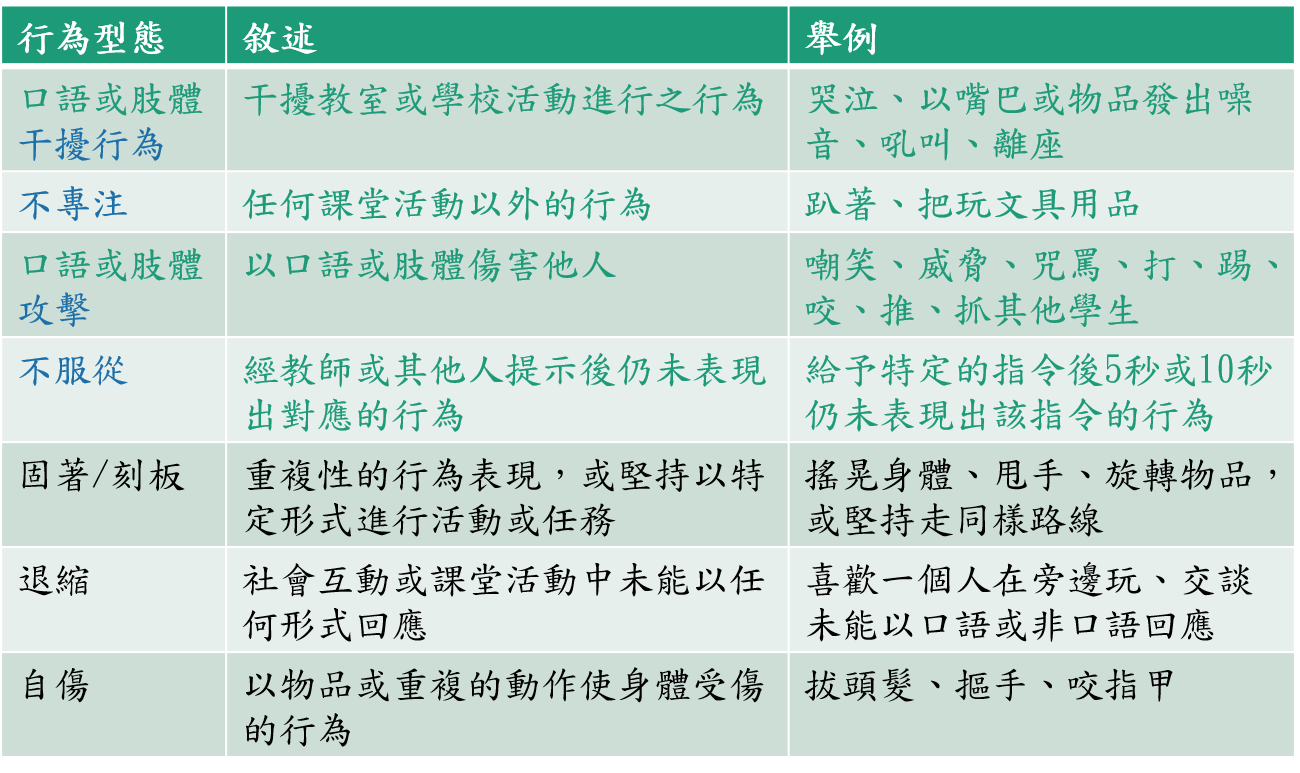 行為型態 敘述 舉例
口語或肢體 干擾教室或學校活動進行之行為 哭泣、以嘴巴或物品發出噪
干擾行為 音、吼叫、離座
不專注 任何課堂活動以外的行為 趴著、把玩文具用品
口語或肢體 以口語或肢體傷害他人 嘲笑、威脅、咒罵、打、踢、
攻擊 咬、推、抓其他學生
不服從 經教師或其他人提示後仍未表現 給予特定的指令後5秒或10秒
出對應的行為 仍未表現出該指令的行為
固著/刻板 重複性的行為表現，或堅持以特 搖晃身體、甩手、旋轉物品，
定形式進行活動或任務 或堅持走同樣路線
退縮 社會互動或課堂活動中未能以任 喜歡一個人在旁邊玩、交談
何形式回應 未能以口語或非口語回應
自傷 以物品或重複的動作使身體受傷 拔頭髮、摳手、咬指甲
的行為